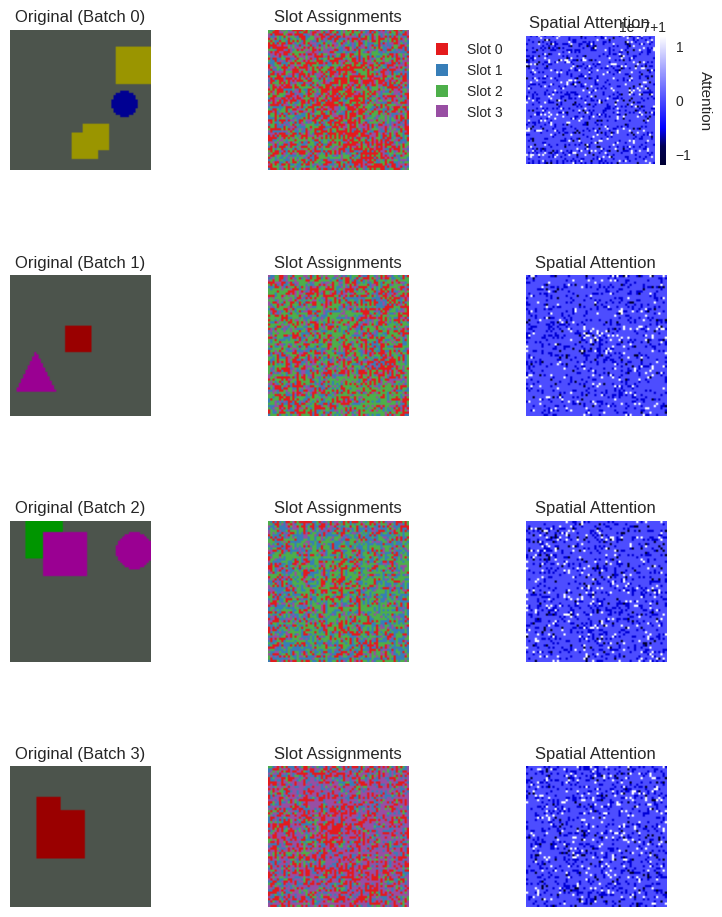 Original (Batch 0)
Slot Assignments
Slot 0
Slot 1
Slot 2
Slot 3
Spatial Attention
1e−7+1
1
0
−1
Attention
Original (Batch 1)
Slot Assignments
Spatial Attention
Original (Batch 2)
Slot Assignments
Spatial Attention
Original (Batch 3)
Slot Assignments
Spatial Attention